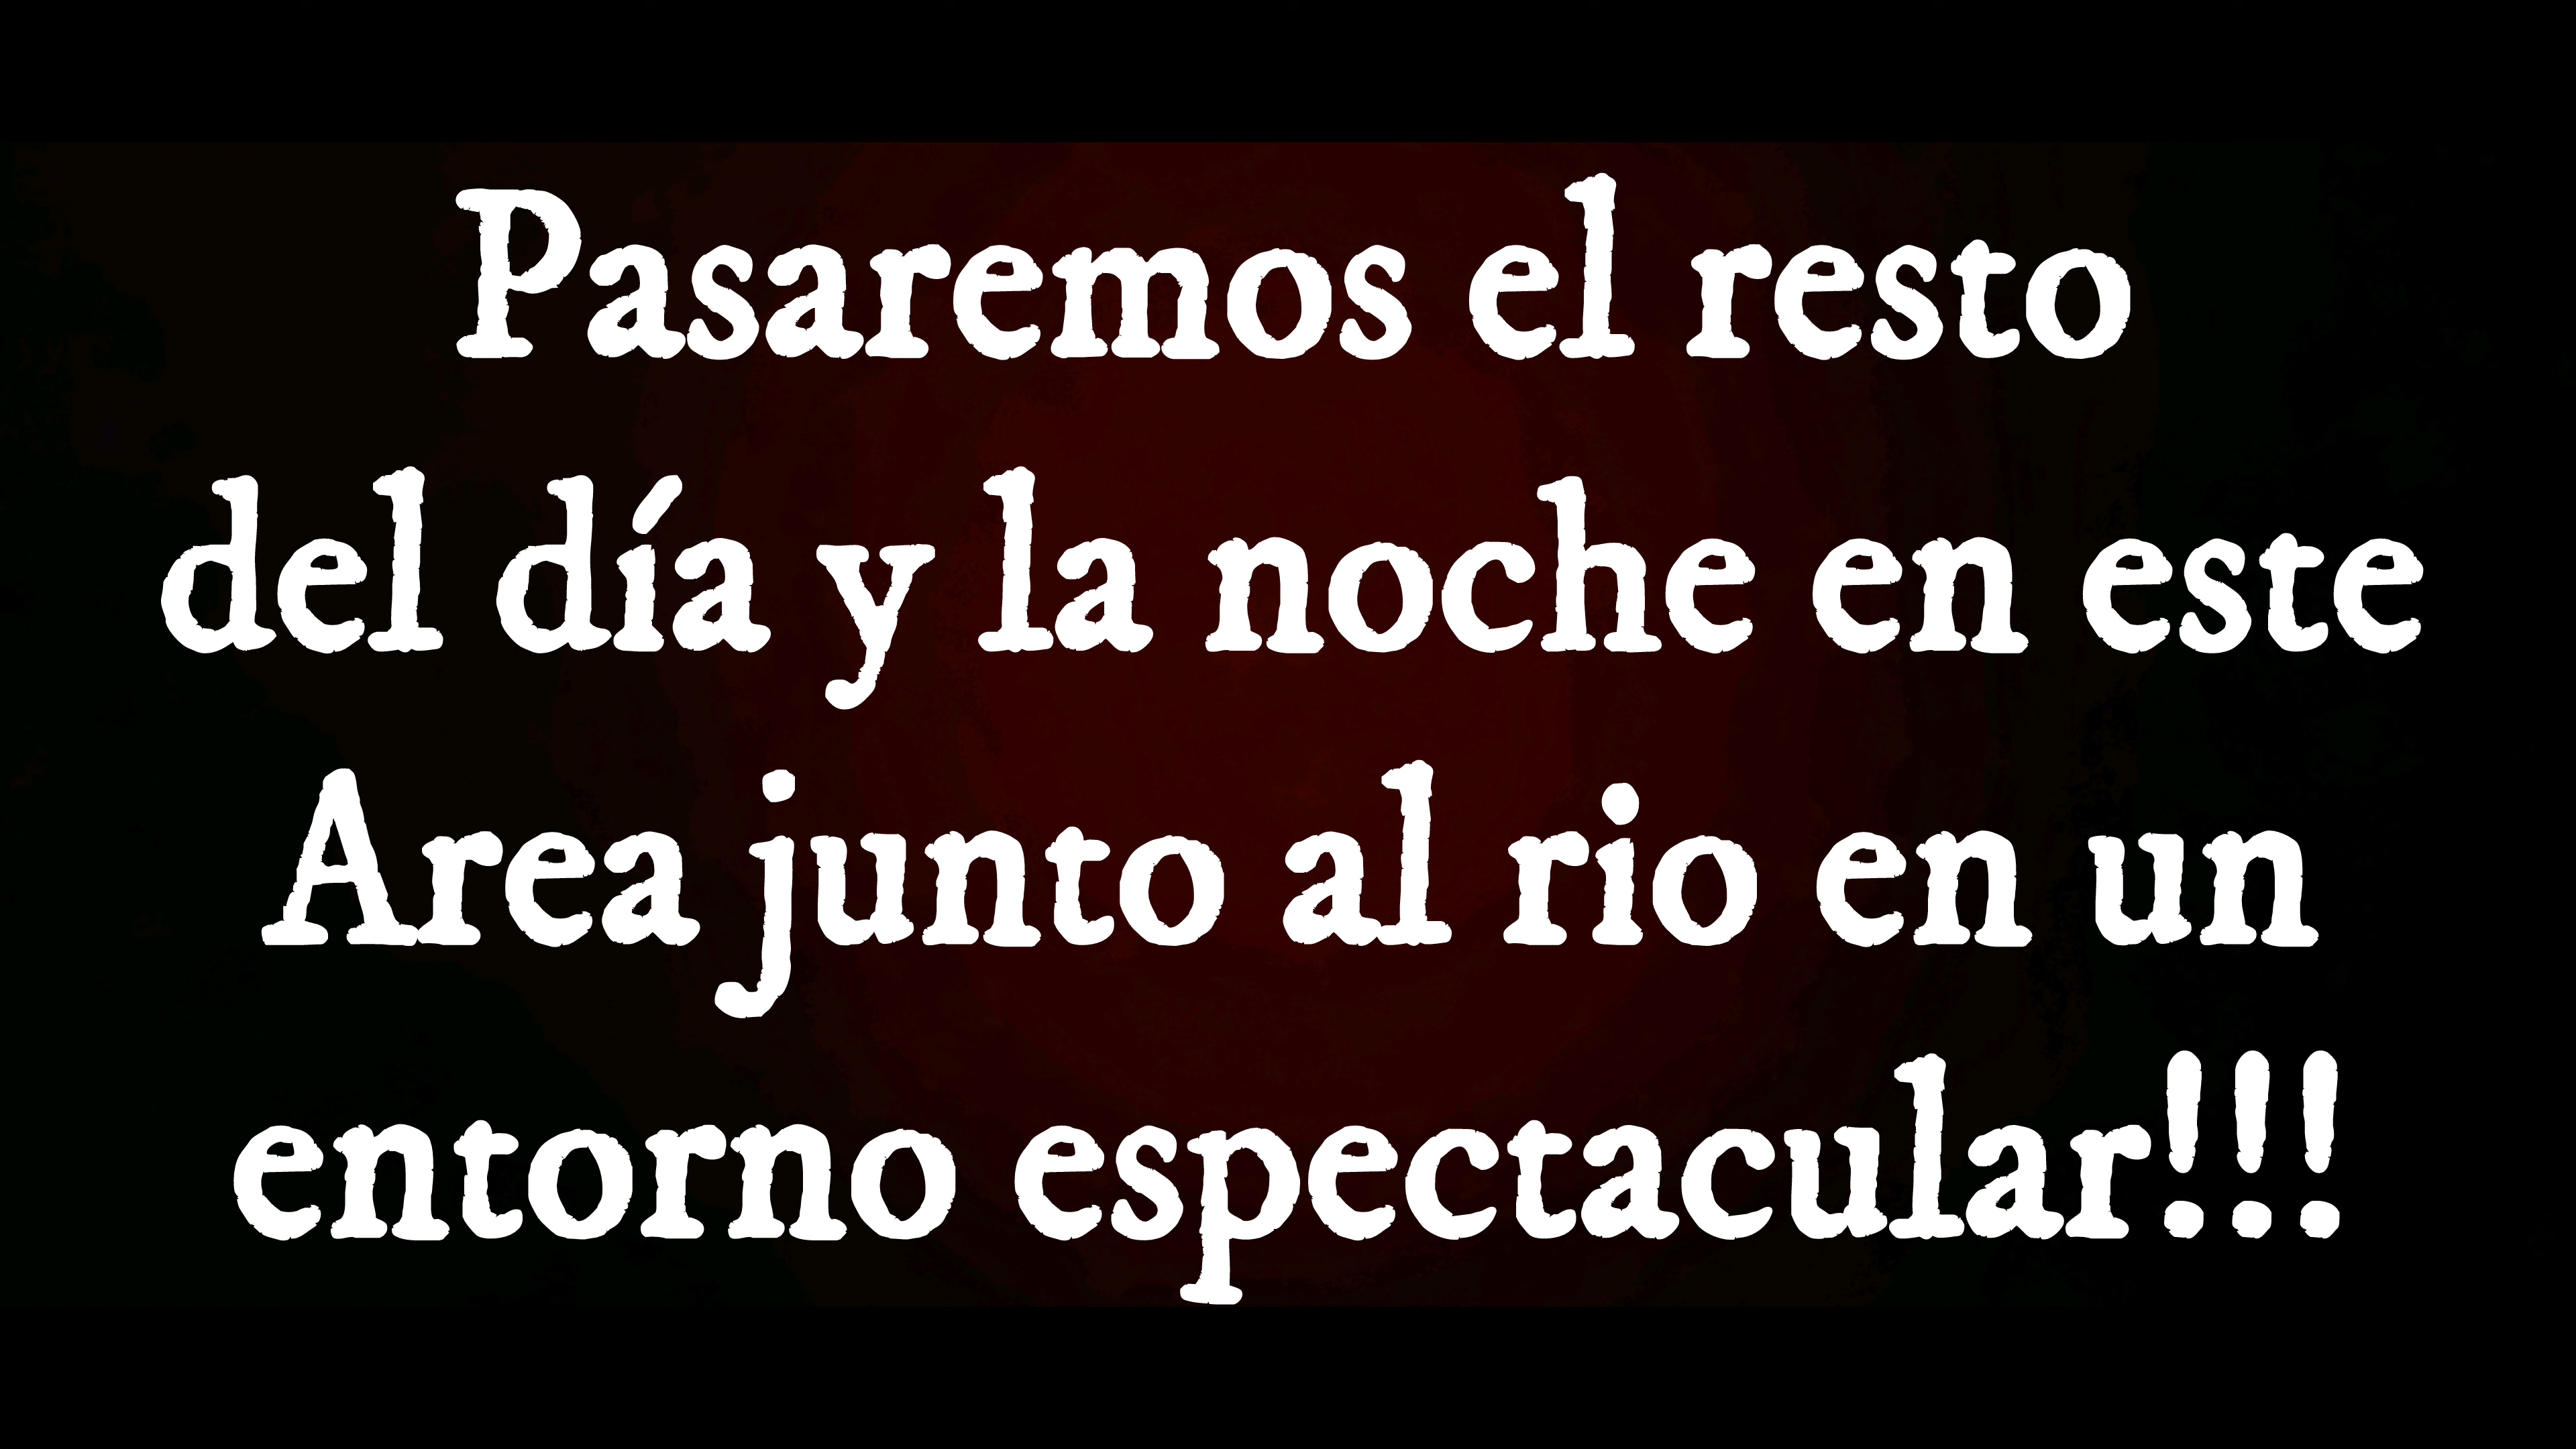 Pasaremos el resto
del día y la noche en este
Area junto al rio en un
entorno espectacular!!!